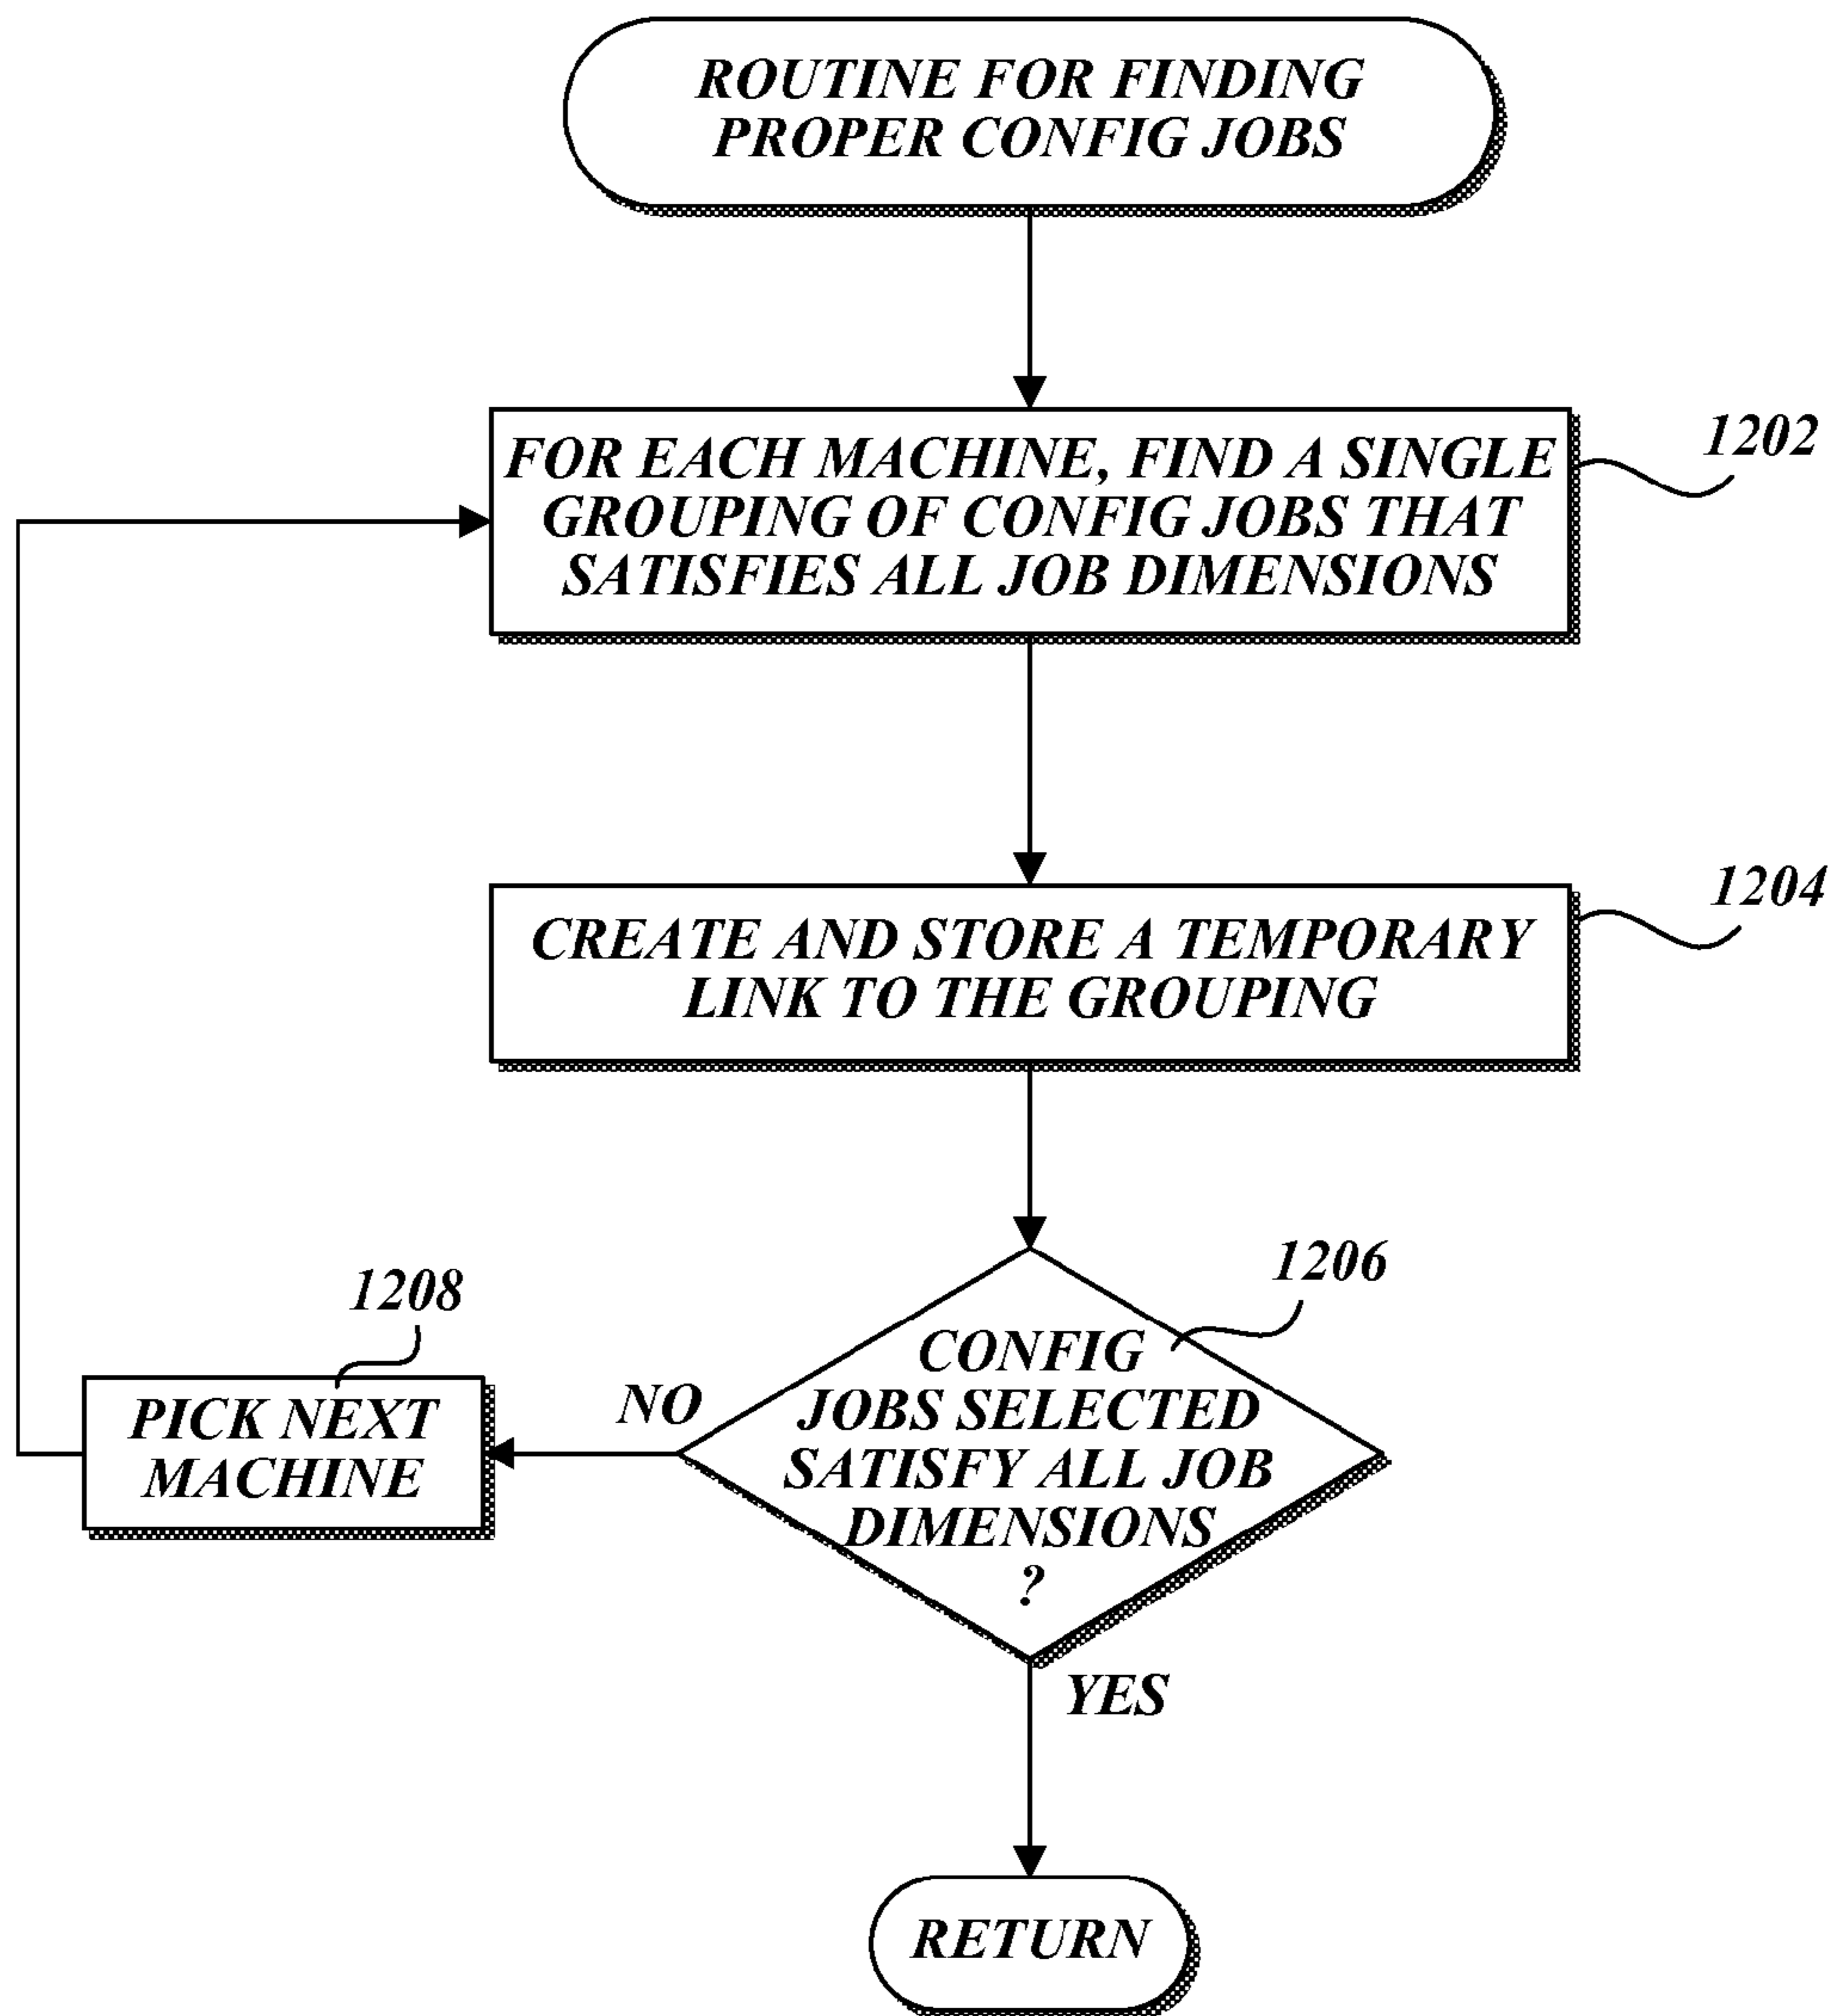 ROUTINE FOR FINDING
PROPER CONFIG JOBS
FOR EACH MACHINE, FIND A SINGLE
GROUPING OF CONFIG JOBS THAT
SATISFIES ALL JOB DIMENSIONS
1202
CREATE AND STORE A TEMPORARY
LINK TO THE GROUPING
1204
CONFIG
JOBS SELECTED
SATISFY ALL JOB
DIMENSIONS
?
1206
NO
1208
PICK NEXT
MACHINE
YES
RETURN